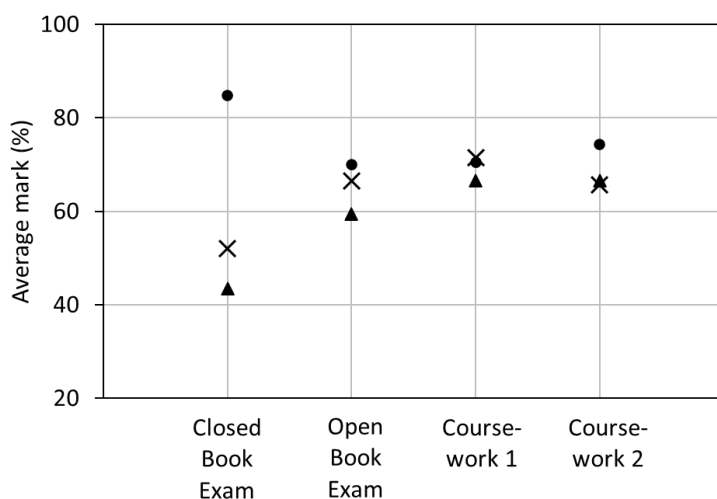 Average mark (%)
100
80
60
40
20
Closed
Book
Exam
Open
Book
Exam
Course-
work 1
Course-
work 2